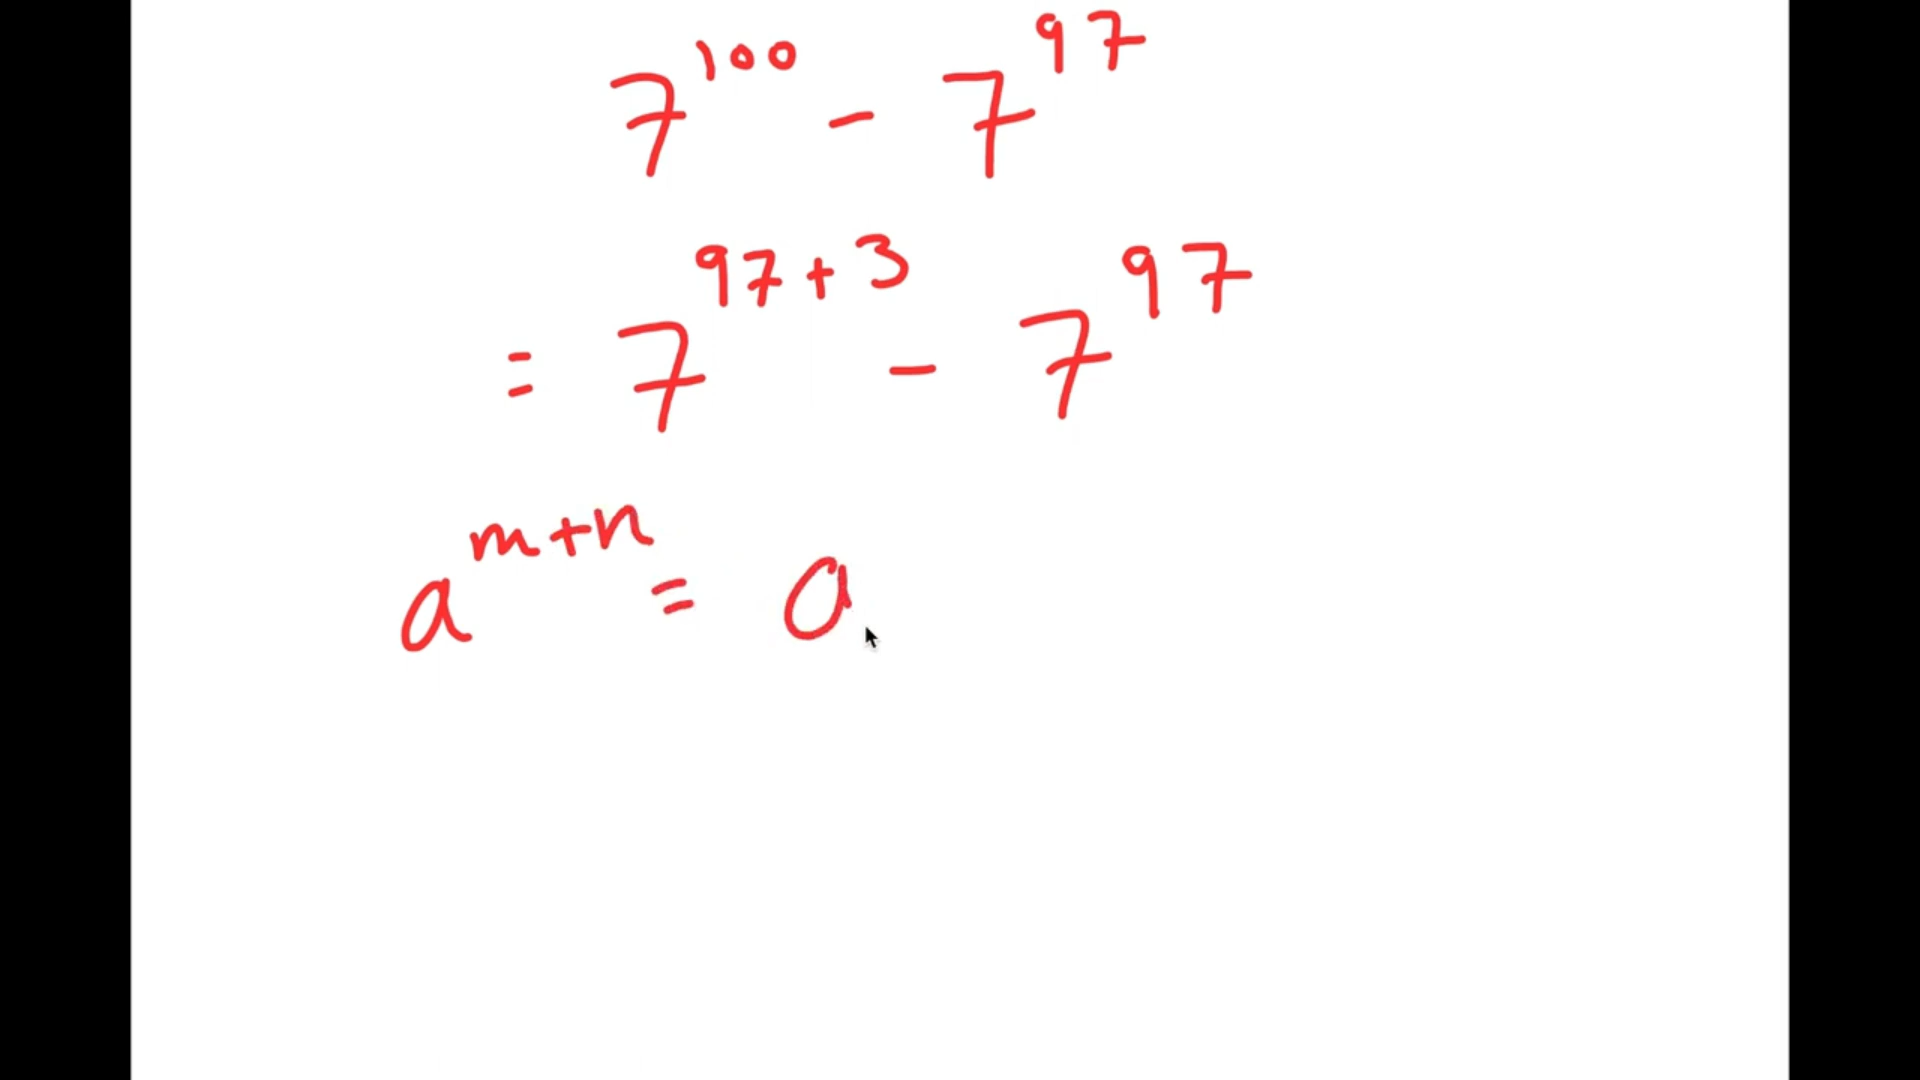 7^100 - 7^97
= 7^97+3 - 7^97
a^m+n = a